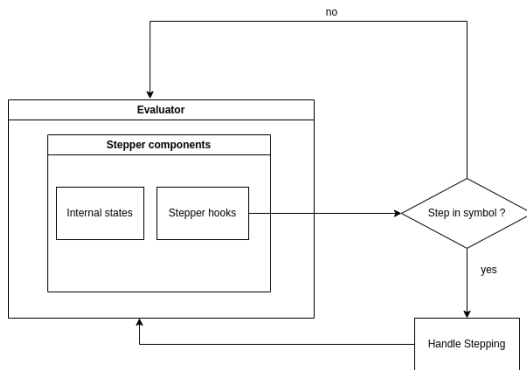 no
Evaluator
Stepper components
Internal states
Stepper hooks
Step in symbol ?
yes
Handle Stepping